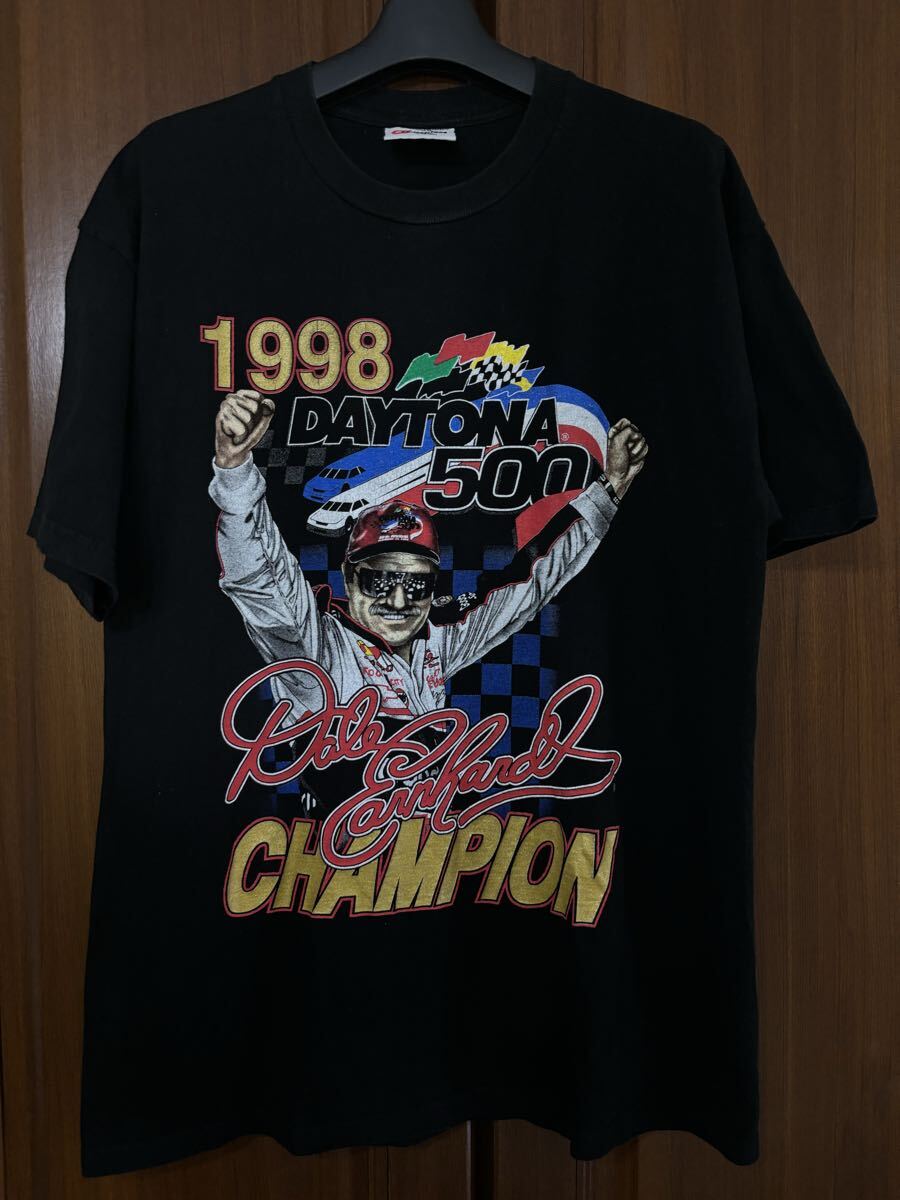 1998
DAYTONA
500
®
Dale
Earnhardt
CHAMPION